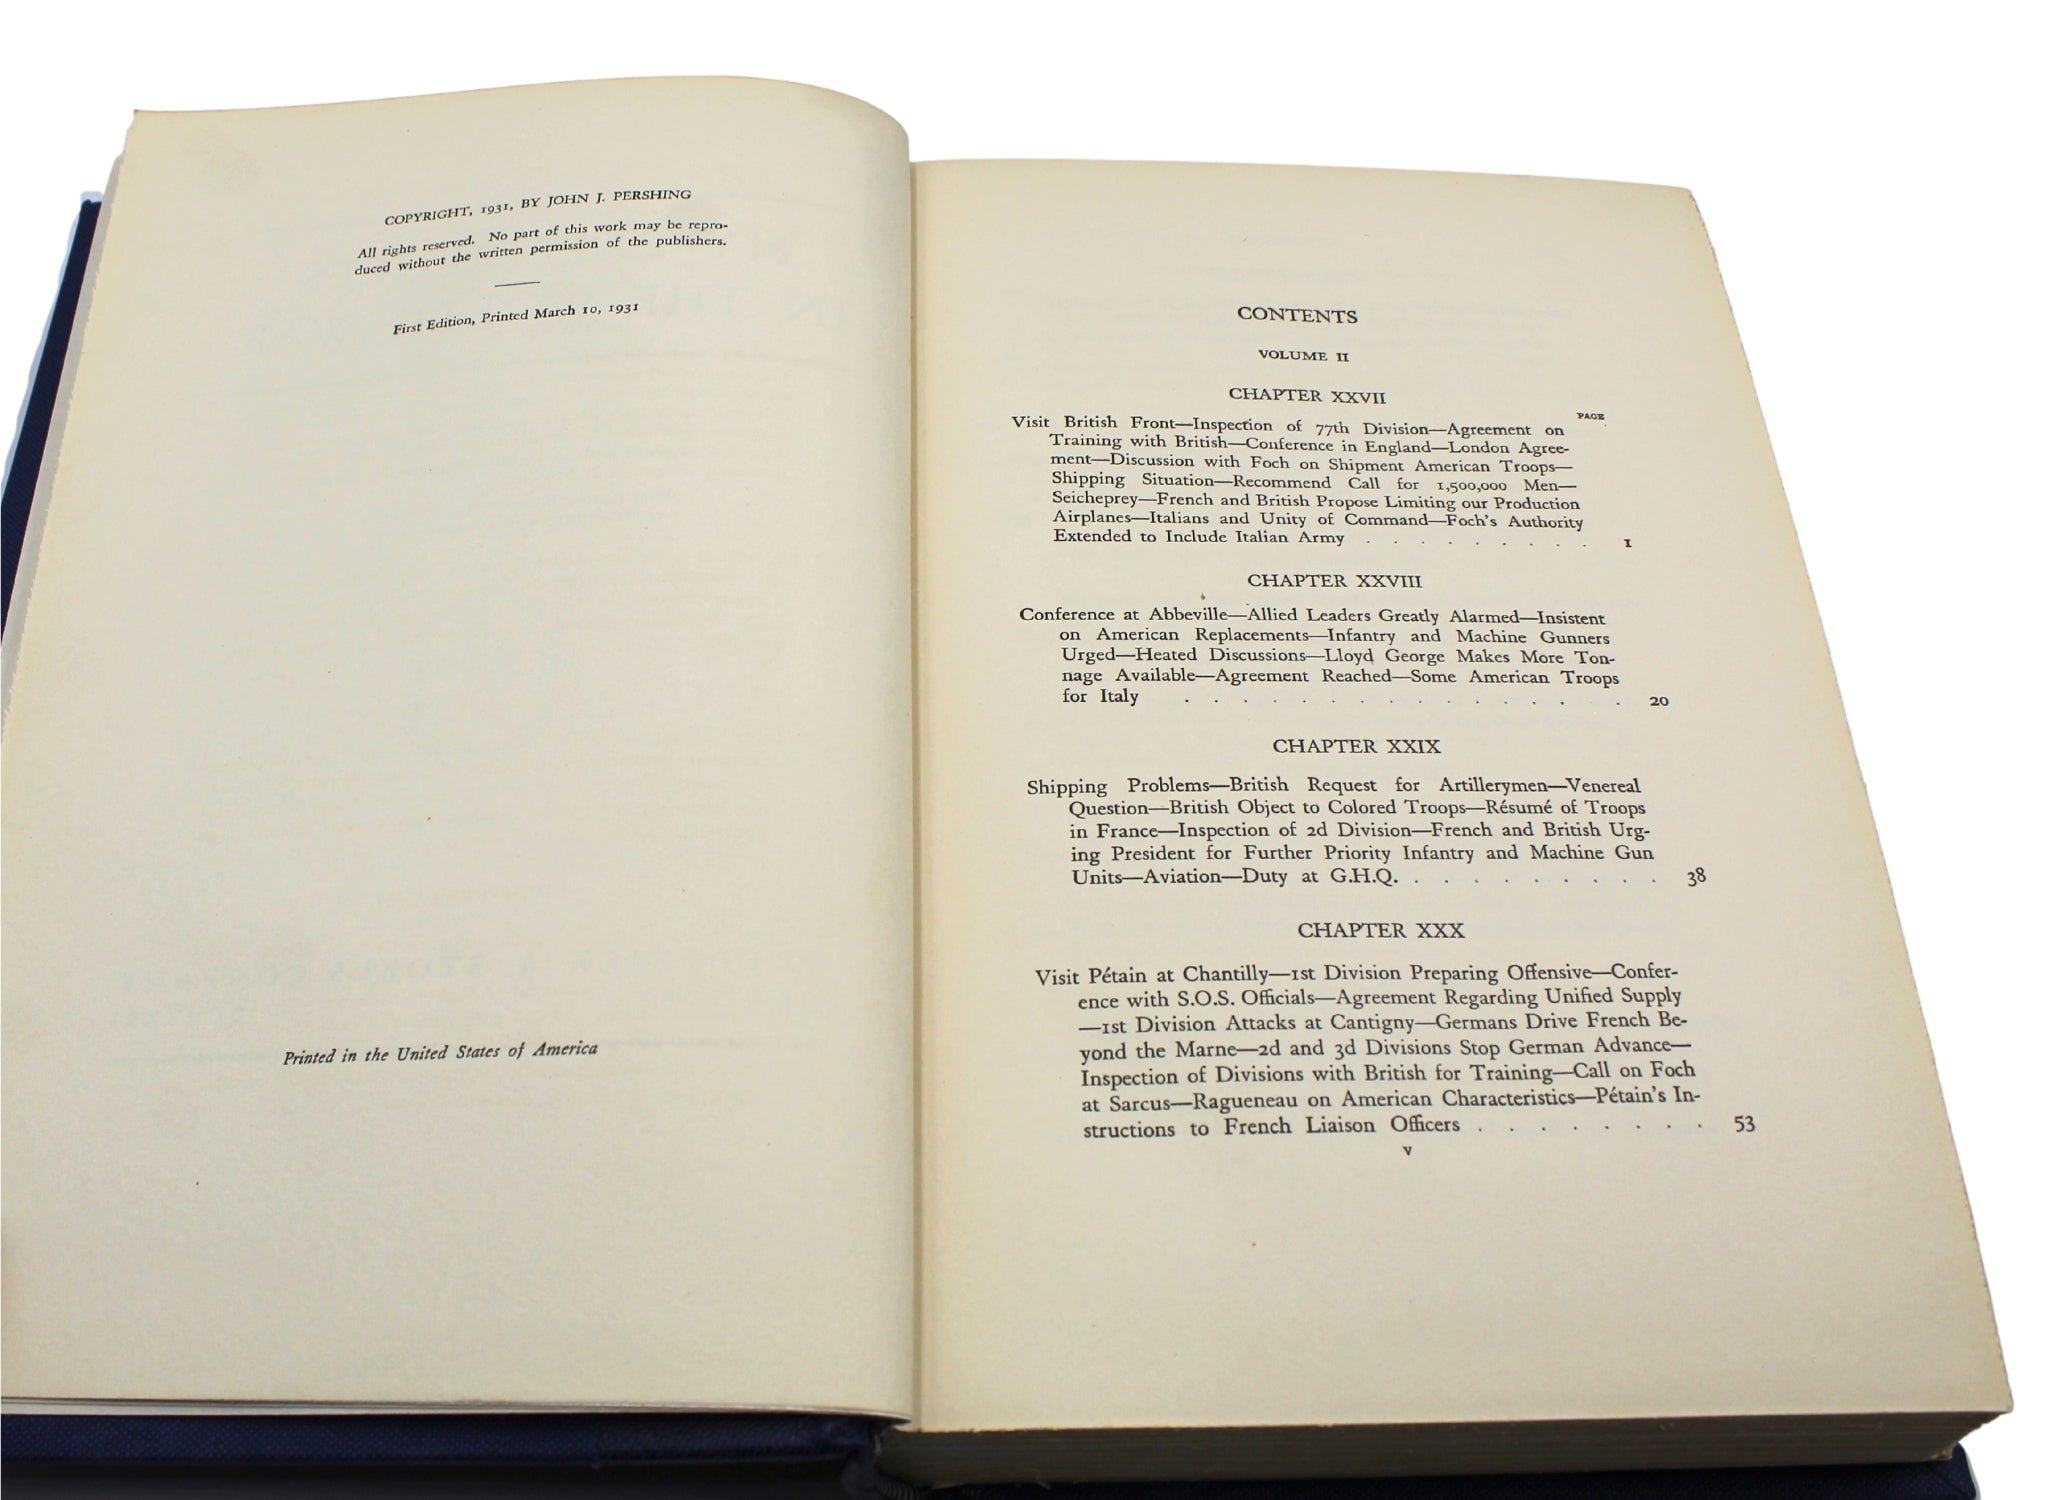 COPYRIGHT, 1931, BY JOHN J. PERSHING
All rights reserved. No part of this work may be repro-
duced without the written permission of the publishers.
First Edition, Printed March 10, 1931
Printed in the United States of America
CONTENTS
VOLUME II
CHAPTER XXVII
PAGE
Visit British Front—Inspection of 77th Division—Agreement on
Training with British—Conference in England—London Agree-
ment—Discussion with Foch on Shipment American Troops—
Shipping Situation—Recommend Call for 1,500,000 Men—
Seicheprey—French and British Propose Limiting our Production
Airplanes—Italians and Unity of Command—Foch's Authority
Extended to Include Italian Army . . . . . . . . . 1
CHAPTER XXVIII
Conference at Abbeville—Allied Leaders Greatly Alarmed—Insistent
on American Replacements—Infantry and Machine Gunners
Urged—Heated Discussions—Lloyd George Makes More Ton-
nage Available—Agreement Reached—Some American Troops
for Italy . . . . . . . . . . . . . . . . 20
CHAPTER XXIX
Shipping Problems—British Request for Artillerymen—Venereal
Question—British Object to Colored Troops—Résumé of Troops
in France—Inspection of 2d Division—French and British Urg-
ing President for Further Priority Infantry and Machine Gun
Units—Aviation—Duty at G.H.Q. . . . . . . . . . 38
CHAPTER XXX
Visit Pétain at Chantilly—1st Division Preparing Offensive—Confer-
ence with S.O.S. Officials—Agreement Regarding Unified Supply
—1st Division Attacks at Cantigny—Germans Drive French Be-
yond the Marne—2d and 3d Divisions Stop German Advance—
Inspection of Divisions with British for Training—Call on Foch
at Sarcus—Ragueneau on American Characteristics—Pétain's In-
structions to French Liaison Officers . . . . . . . . 53
v